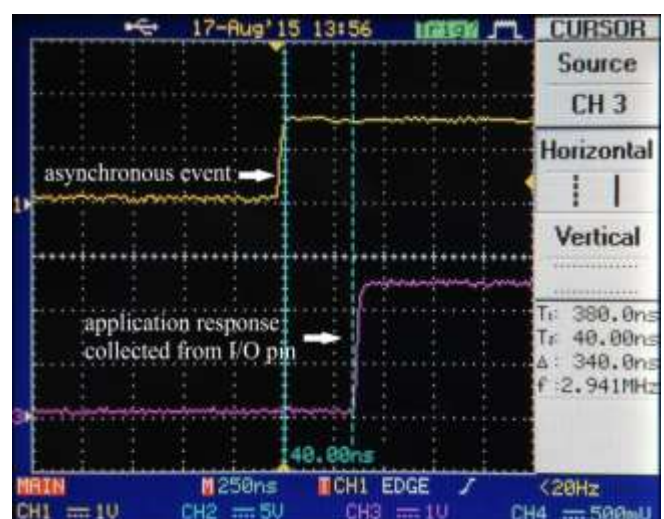 17-Aug'15 13:56 CURSOR
Source
CH 3
Horizontal
Vertical
asynchronous event
1
application response
collected from I/O pin
T1: 380.0ns
T2: 40.00ns
Δ: 340.0ns
f :2.941MHz
3
40.00ns
MAIN M 250ns T CH1 EDGE <20Hz
CH1 1V CH2 5V CH3 1V CH4 500mV